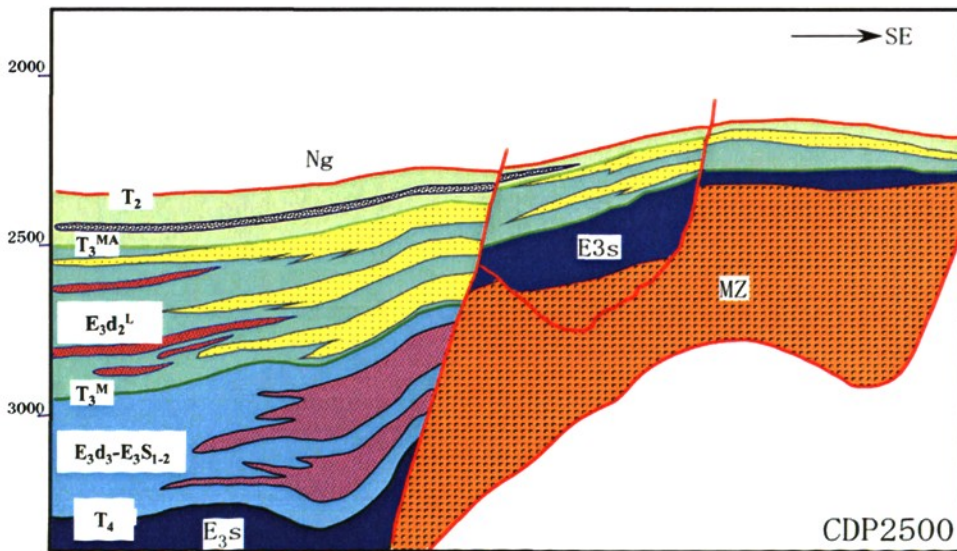 SE
2000
Ng
T₂
2500
T₃ᴹᴬ
E3s
MZ
E₃d₂ᴸ
T₃ᴹ
3000
E₃d₃-E₃S₁₋₂
T₄
E₃s
CDP2500